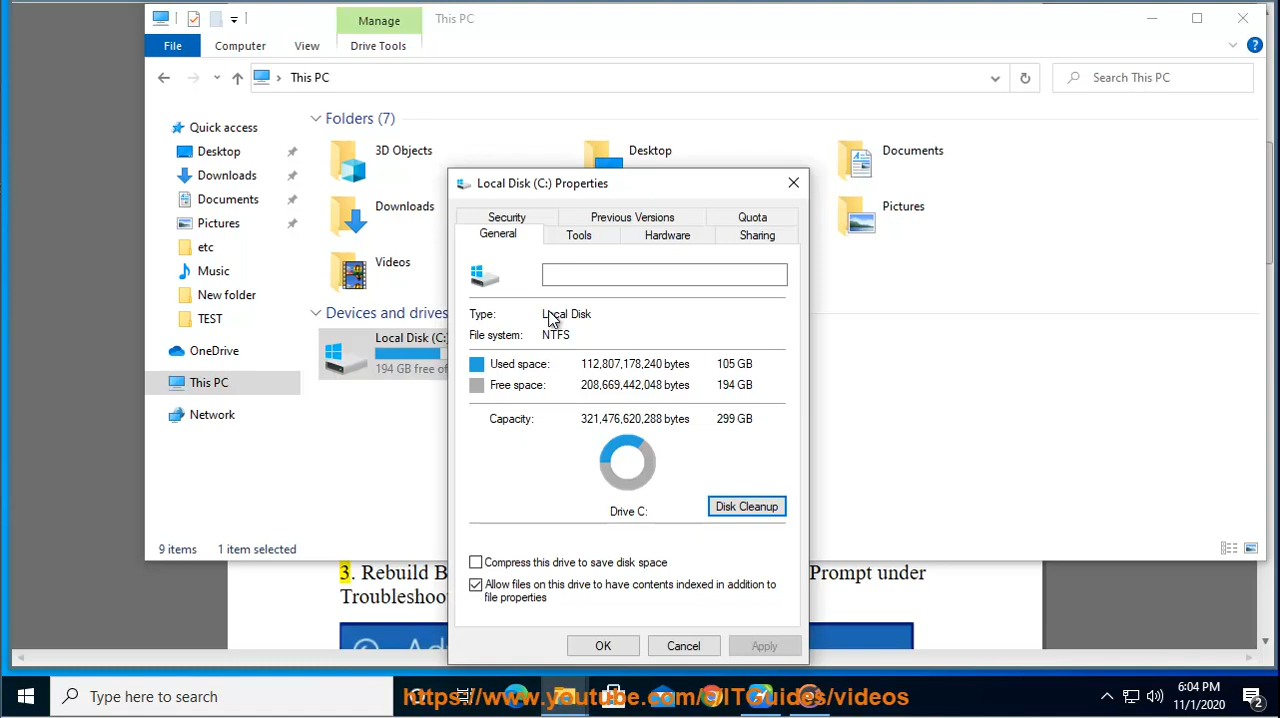 Manage
This PC
File
Computer
View
Drive Tools
This PC
Search This PC
Quick access
Desktop
Downloads
Documents
Pictures
etc
Music
New folder
TEST
OneDrive
This PC
Network
Folders (7)
3D Objects
Desktop
Documents
Downloads
Pictures
Videos
Devices and drives
Local Disk (C:)
194 GB free of
Local Disk (C:) Properties
Security
Previous Versions
Quota
General
Tools
Hardware
Sharing
Type: Local Disk
File system: NTFS
Used space: 112,807,178,240 bytes 105 GB
Free space: 208,669,442,048 bytes 194 GB
Capacity: 321,476,620,288 bytes 299 GB
Drive C:
Disk Cleanup
Compress this drive to save disk space
Allow files on this drive to have contents indexed in addition to
file properties
OK
Cancel
Apply
9 items
1 item selected
3. Rebuild B
Prompt under
Troubleshoo
Ad
Type here to search
https://www.youtube.com/c/ITGuides/videos
6:04 PM
11/1/2020
2